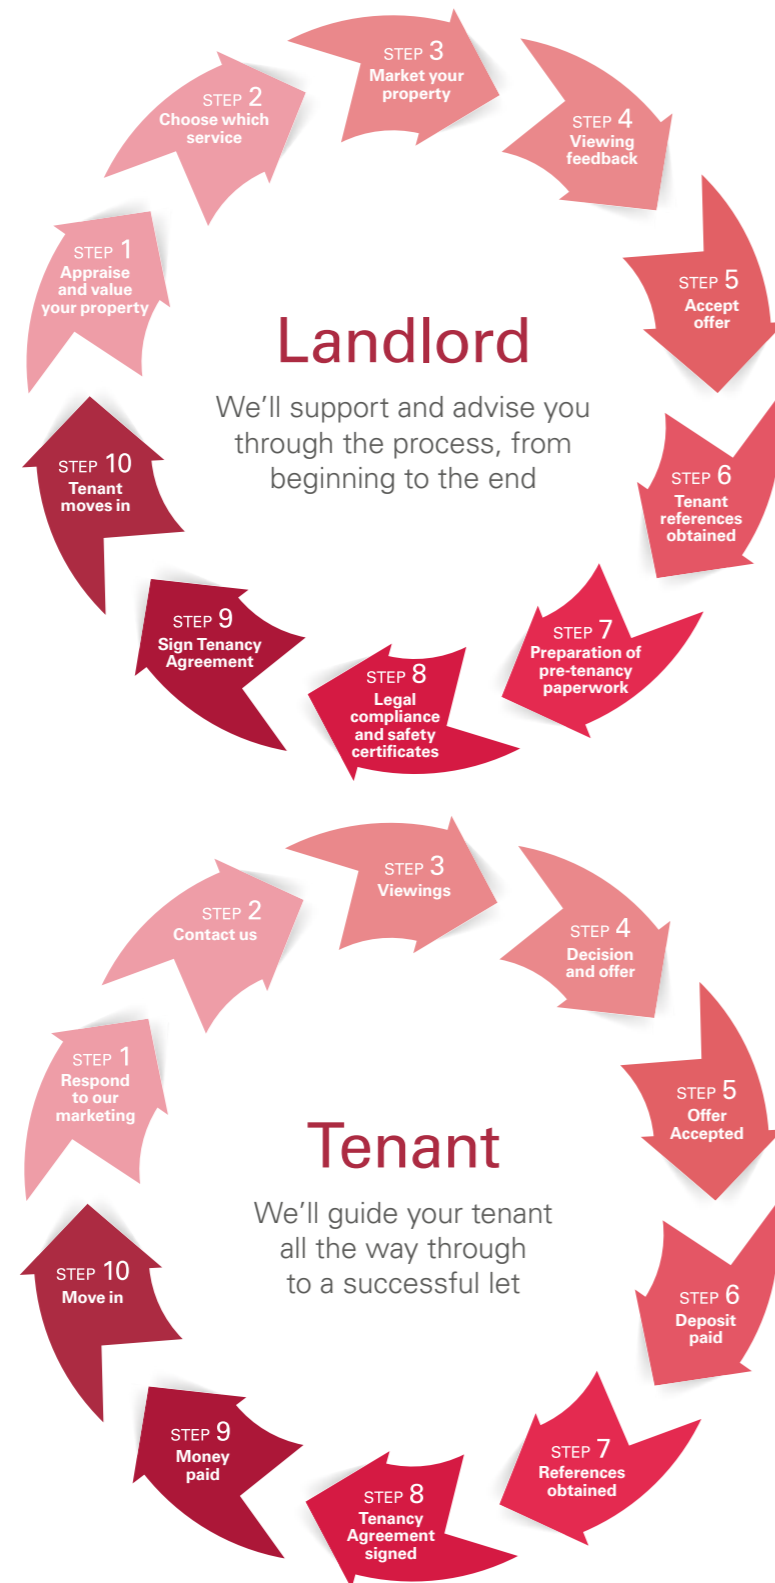 STEP 1
Appraise
and value
your property
STEP 2
Choose which
service
STEP 3
Market your
property
STEP 4
Viewing
feedback
STEP 5
Accept
offer
STEP 6
Tenant
references
obtained
STEP 7
Preparation of
pre-tenancy
paperwork
STEP 8
Legal
compliance
and safety
certificates
STEP 9
Sign Tenancy
Agreement
STEP 10
Tenant
moves in
Landlord
We'll support and advise you
through the process, from
beginning to the end
STEP 1
Respond
to our
marketing
STEP 2
Contact us
STEP 3
Viewings
STEP 4
Decision
and offer
STEP 5
Offer
Accepted
STEP 6
Deposit
paid
STEP 7
References
obtained
STEP 8
Tenancy
Agreement
signed
STEP 9
Money
paid
STEP 10
Move in
Tenant
We'll guide your tenant
all the way through
to a successful let